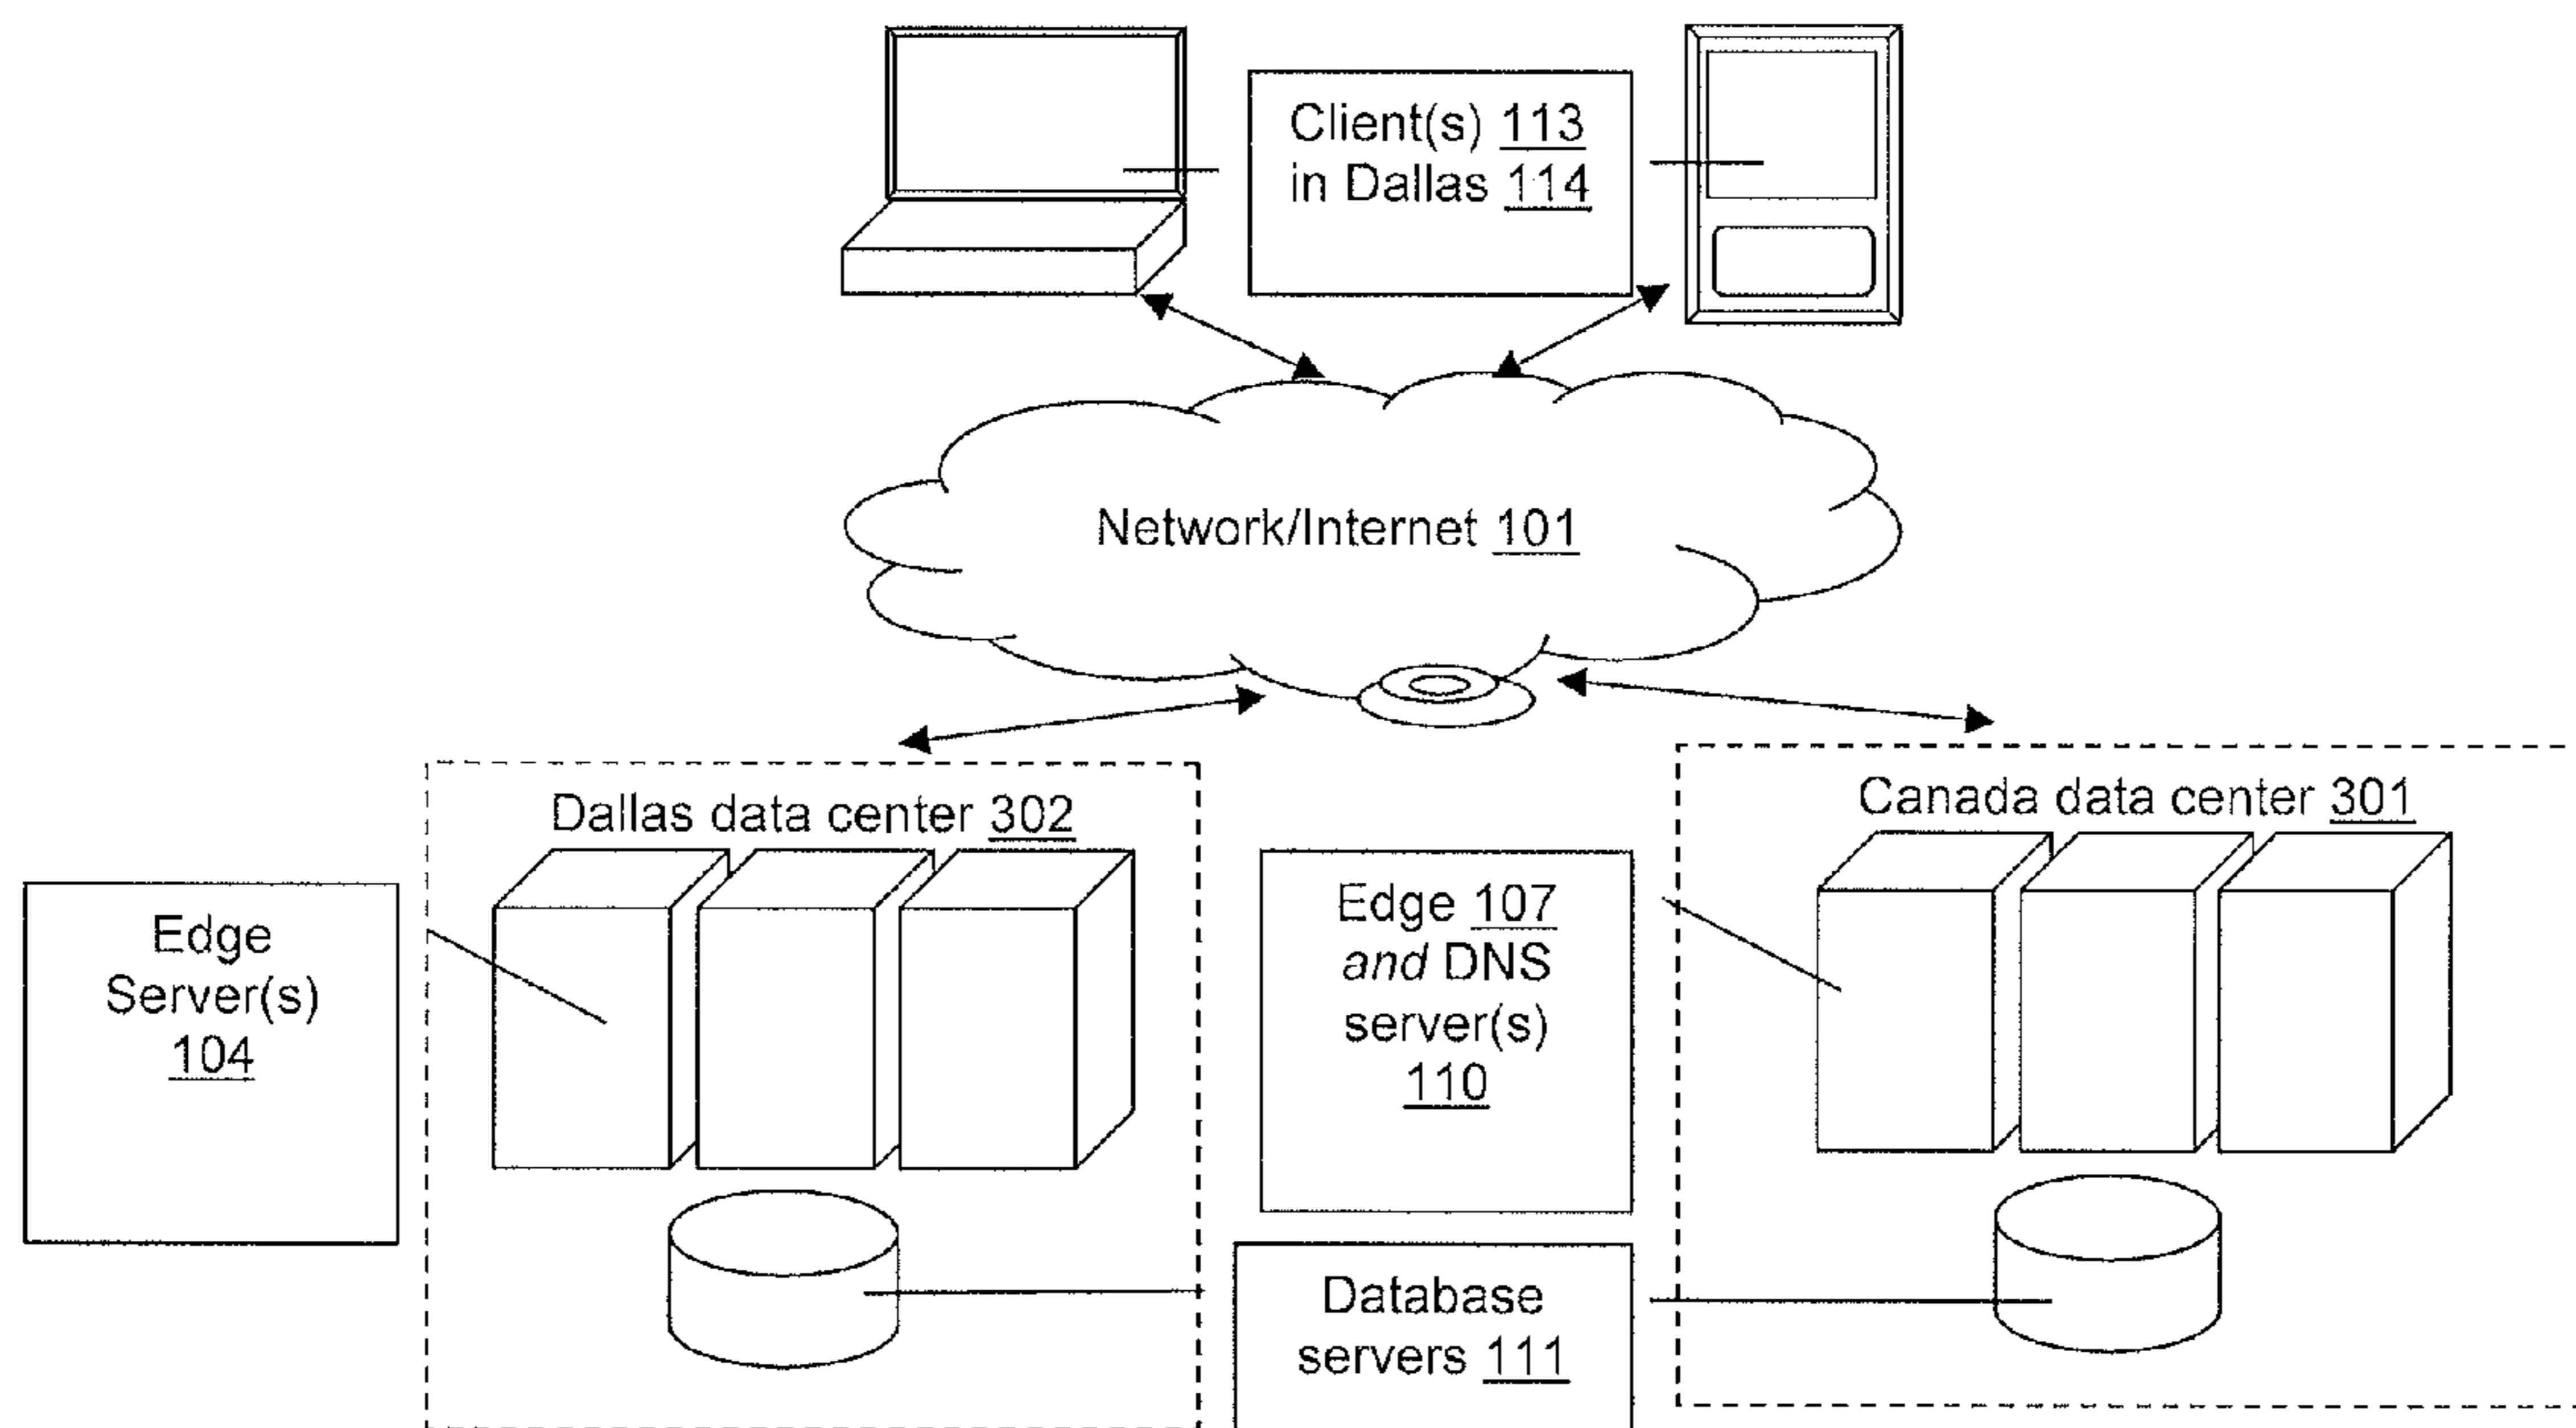 Client(s) 113
in Dallas 114
Network/Internet 101
Dallas data center 302
Canada data center 301
Edge
Server(s)
104
Edge 107
and DNS
server(s)
110
Database
servers 111